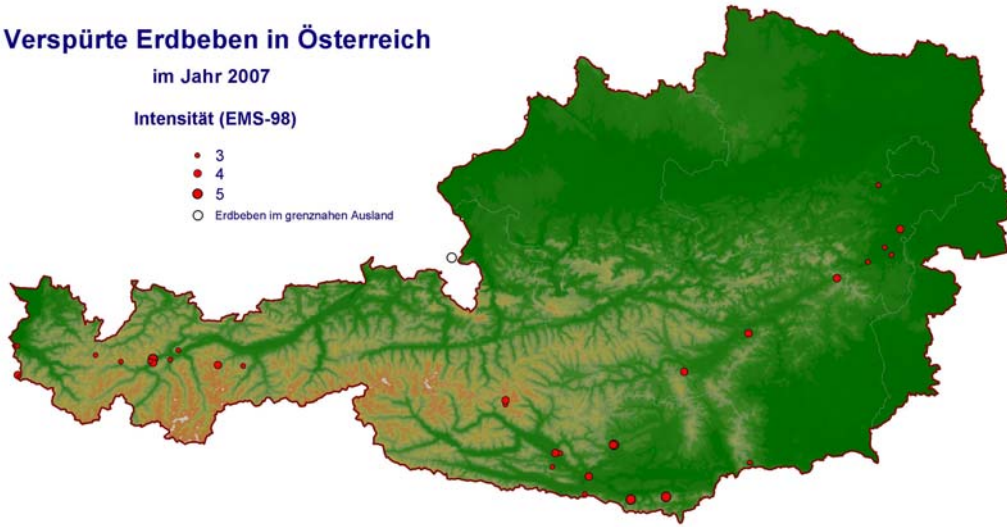 Verspürte Erdbeben in Österreich
im Jahr 2007
Intensität (EMS-98)
3
4
5
Erdbeben im grenznahen Ausland